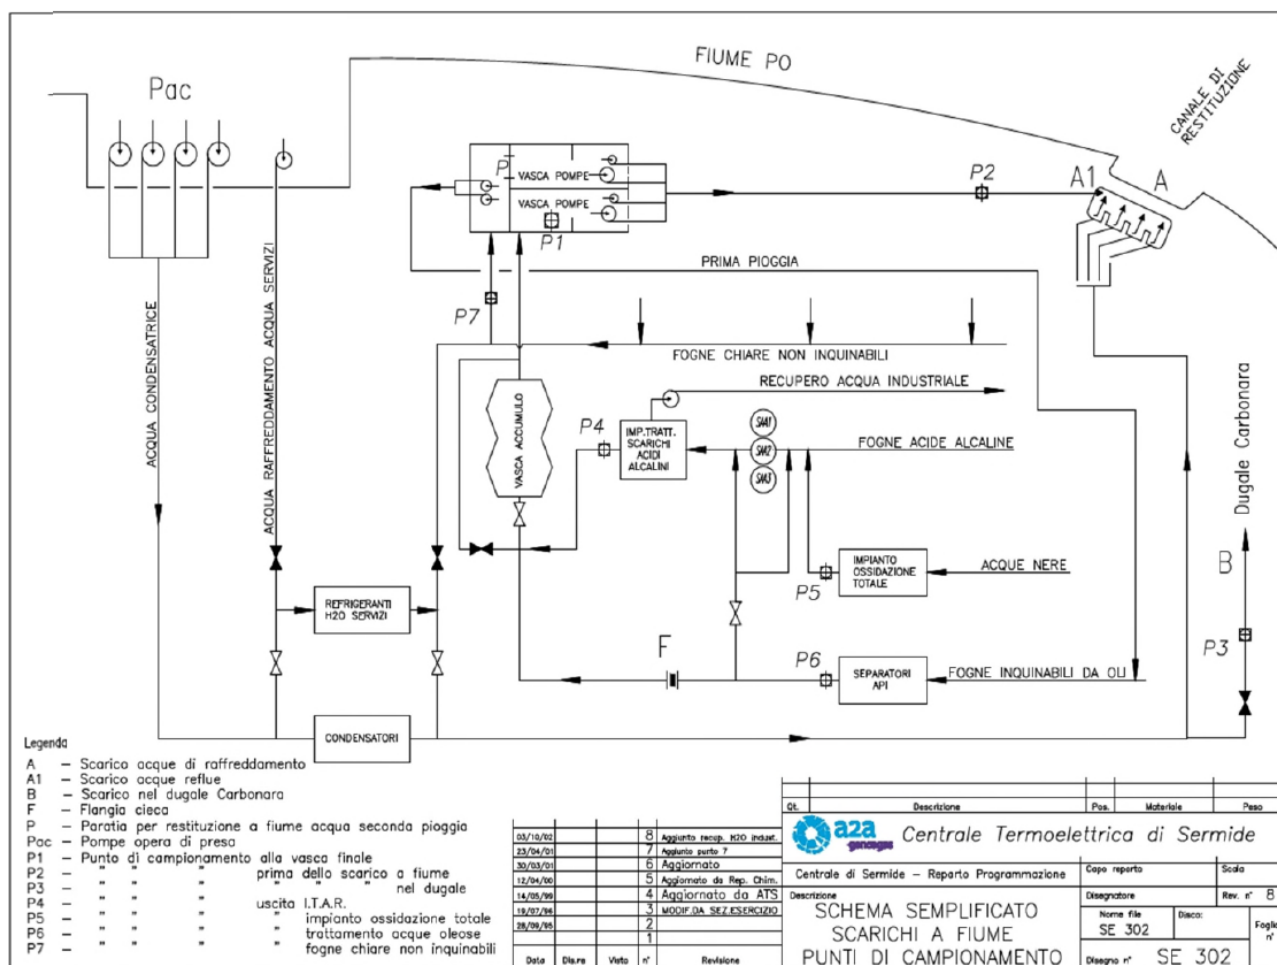 FIUME PO
CANALE DI
RESTITUZIONE
Pac
P
VASCA POMPE
VASCA POMPE
P1
P2
A1
A
PRIMA PIOGGIA
P7
ACQUA CONDENSATRICE
ACQUA RAFFREDDAMENTO ACQUA SERVIZI
FOGNE CHIARE NON INQUINABILI
RECUPERO ACQUA INDUSTRIALE
VASCA ACCUMULO
P4
IMP.TRATT.
SCARICHI
ACIDI
ALCALINI
SM1
SM2
SM3
FOGNE ACIDE ALCALINE
Dugale Carbonara
B
P5
IMPIANTO
OSSIDAZIONE
TOTALE
ACQUE NERE
REFRIGERANTI
H2O SERVIZI
F
P6
SEPARATORI
API
FOGNE INQUINABILI DA OLI
P3
CONDENSATORI
Legenda
A – Scarico acque di raffreddamento
A1 – Scarico acque reflue
B – Scarico nel dugale Carbonara
F – Flangia cieca
P – Paratia per restituzione a fiume acqua seconda pioggia
Pac – Pompe opera di presa
P1 – Punto di campionamento alla vasca finale
P2 – " " " prima dello scarico a fiume
P3 – " " " " " " nel dugale
P4 – " " " uscita I.T.A.R.
P5 – " " " " impianto ossidazione totale
P6 – " " " " trattamento acque oleose
P7 – " " " " fogne chiare non inquinabili
03/10/02 8 Aggiunto recup. H2O indust.
23/04/01 7 Aggiunto punto 7
30/03/01 6 Aggiornato
12/04/00 5 Aggiornato da Rep. Chim.
14/05/99 4 Aggiornato da ATS
19/07/96 3 MODIF.DA SEZ.ESERCIZIO
28/09/95 2
1
Data Dis.re Visto n° Revisione
Qt. Descrizione Pos. Materiale Peso
a2a
gencogas
Centrale Termoelettrica di Sermide
Centrale di Sermide – Reparto Programmazione
Capo reparto
Scala
Descrizione
SCHEMA SEMPLIFICATO
SCARICHI A FIUME
PUNTI DI CAMPIONAMENTO
Disegnatore
Rev. n° 8
Nome file
SE 302
Disco:
Foglio
n°
Disegno n° SE 302